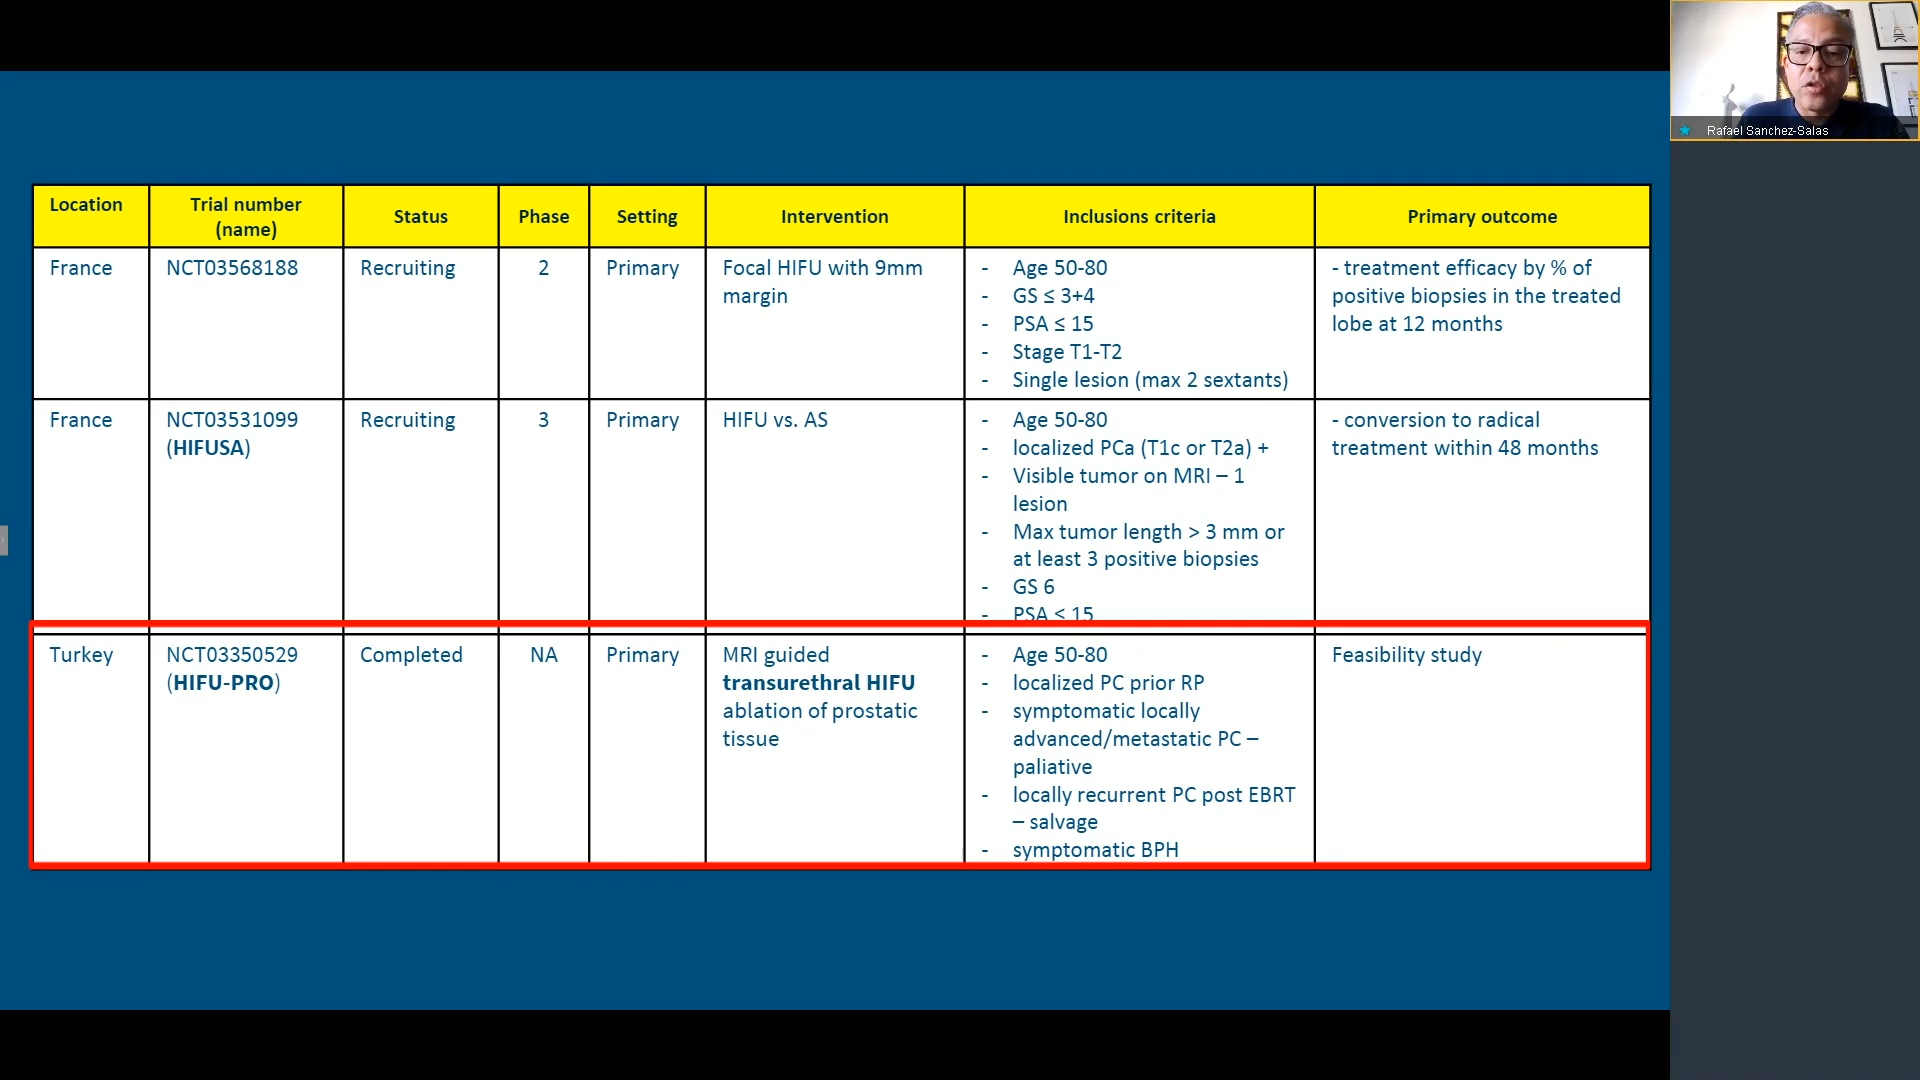 Rafael Sanchez-Salas
Location
Trial number
(name)
Status
Phase
Setting
Intervention
Inclusions criteria
Primary outcome
France
NCT03568188
Recruiting
2
Primary
Focal HIFU with 9mm
margin
- Age 50-80
- GS ≤ 3+4
- PSA ≤ 15
- Stage T1-T2
- Single lesion (max 2 sextants)
- treatment efficacy by % of
positive biopsies in the treated
lobe at 12 months
France
NCT03531099
(HIFUSA)
Recruiting
3
Primary
HIFU vs. AS
- Age 50-80
- localized PCa (T1c or T2a) +
- Visible tumor on MRI – 1
lesion
- Max tumor length > 3 mm or
at least 3 positive biopsies
- GS 6
- PSA < 15
- conversion to radical
treatment within 48 months
Turkey
NCT03350529
(HIFU-PRO)
Completed
NA
Primary
MRI guided
transurethral HIFU
ablation of prostatic
tissue
- Age 50-80
- localized PC prior RP
- symptomatic locally
advanced/metastatic PC –
paliative
- locally recurrent PC post EBRT
– salvage
- symptomatic BPH
Feasibility study